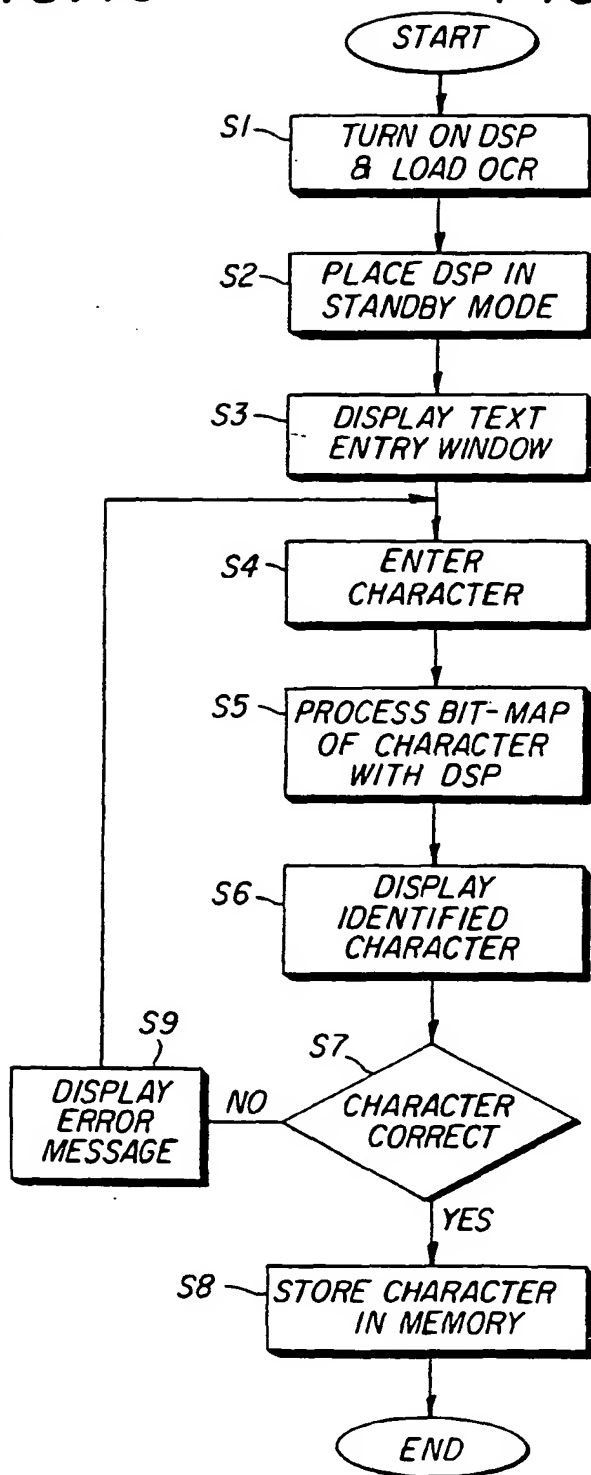 START
S1
TURN ON DSP
& LOAD OCR
S2
PLACE DSP IN
STANDBY MODE
S3
DISPLAY TEXT
ENTRY WINDOW
S4
ENTER
CHARACTER
S5
PROCESS BIT-MAP
OF CHARACTER
WITH DSP
S6
DISPLAY
IDENTIFIED
CHARACTER
S7
CHARACTER
CORRECT
NO
S9
DISPLAY
ERROR
MESSAGE
YES
S8
STORE CHARACTER
IN MEMORY
END